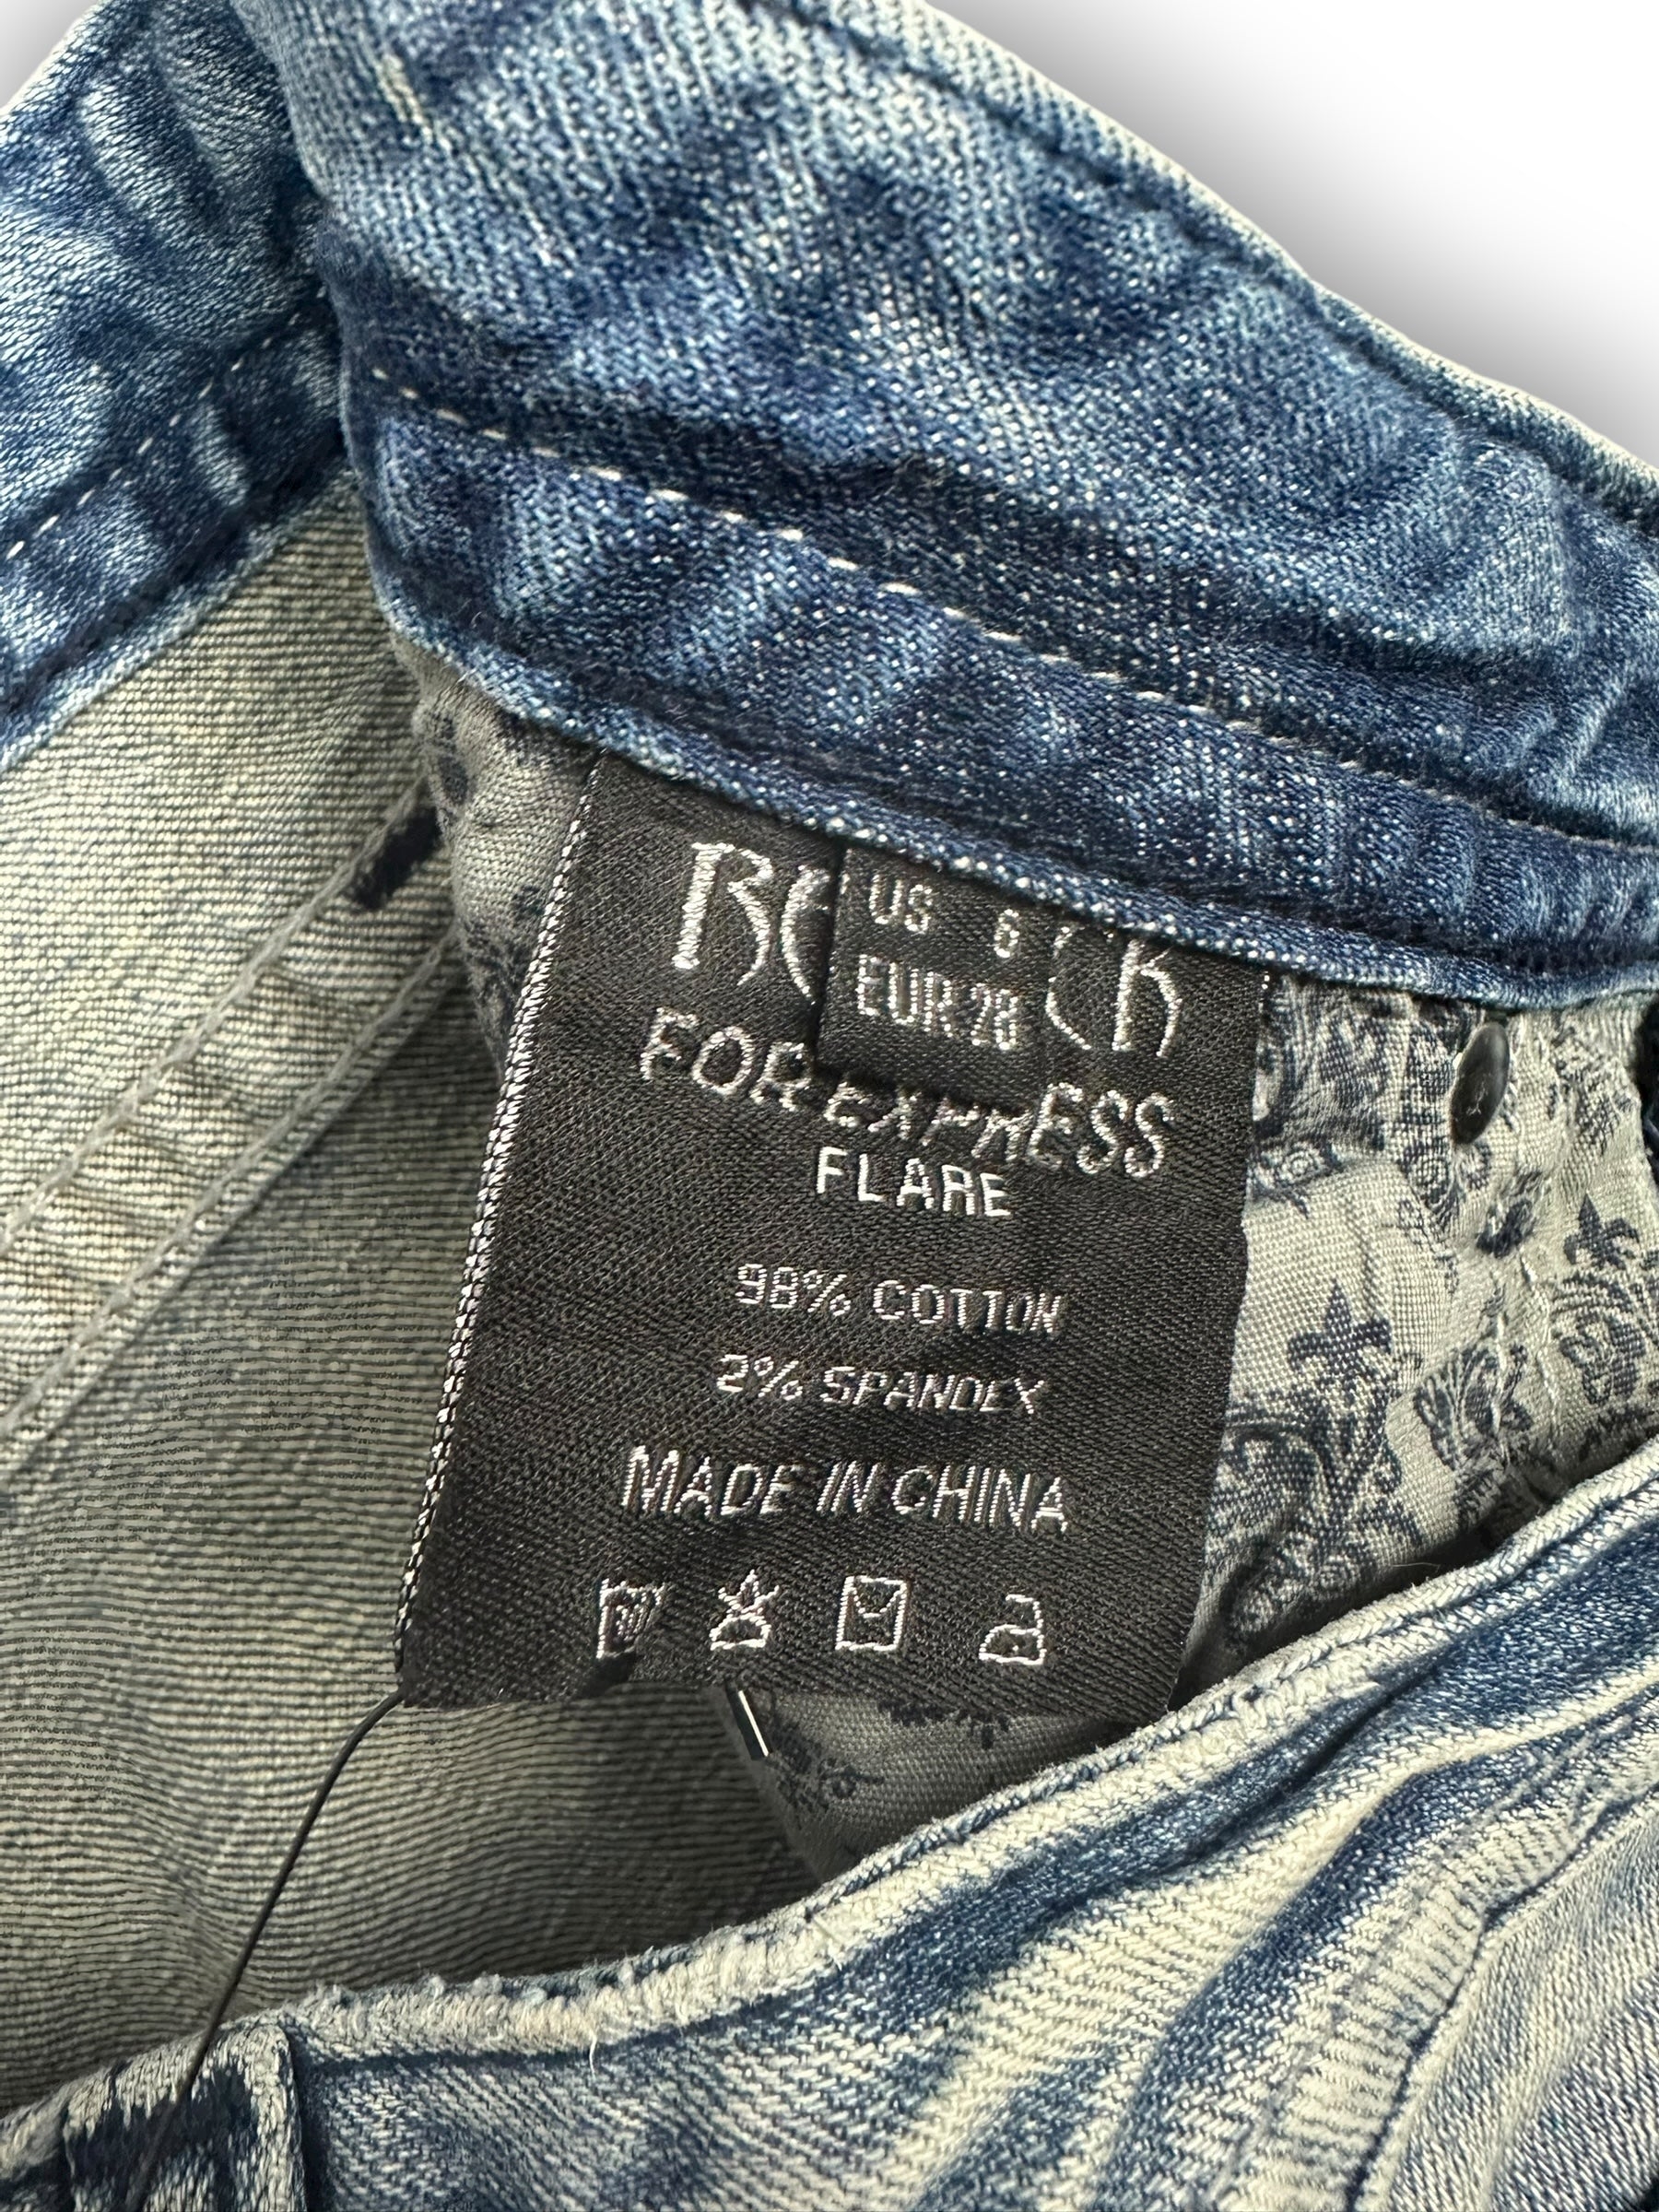 US 6
EUR 28
FOR EXPRESS
FLARE
98% COTTON
2% SPANDEX
MADE IN CHINA